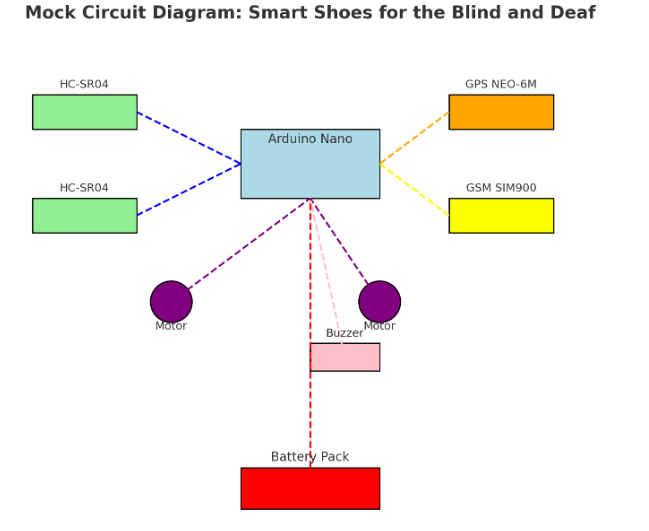 Mock Circuit Diagram: Smart Shoes for the Blind and Deaf
HC-SR04
GPS NEO-6M
Arduino Nano
HC-SR04
GSM SIM900
Motor
Motor
Buzzer
Battery Pack